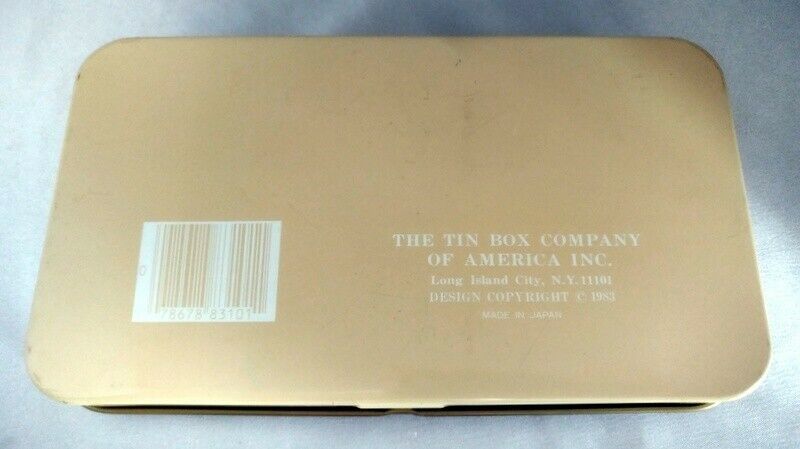 THE TIN BOX COMPANY
OF AMERICA INC.
Long Island City, N.Y. 11101
DESIGN COPYRIGHT © 1983
MADE IN JAPAN
0
78678 83101